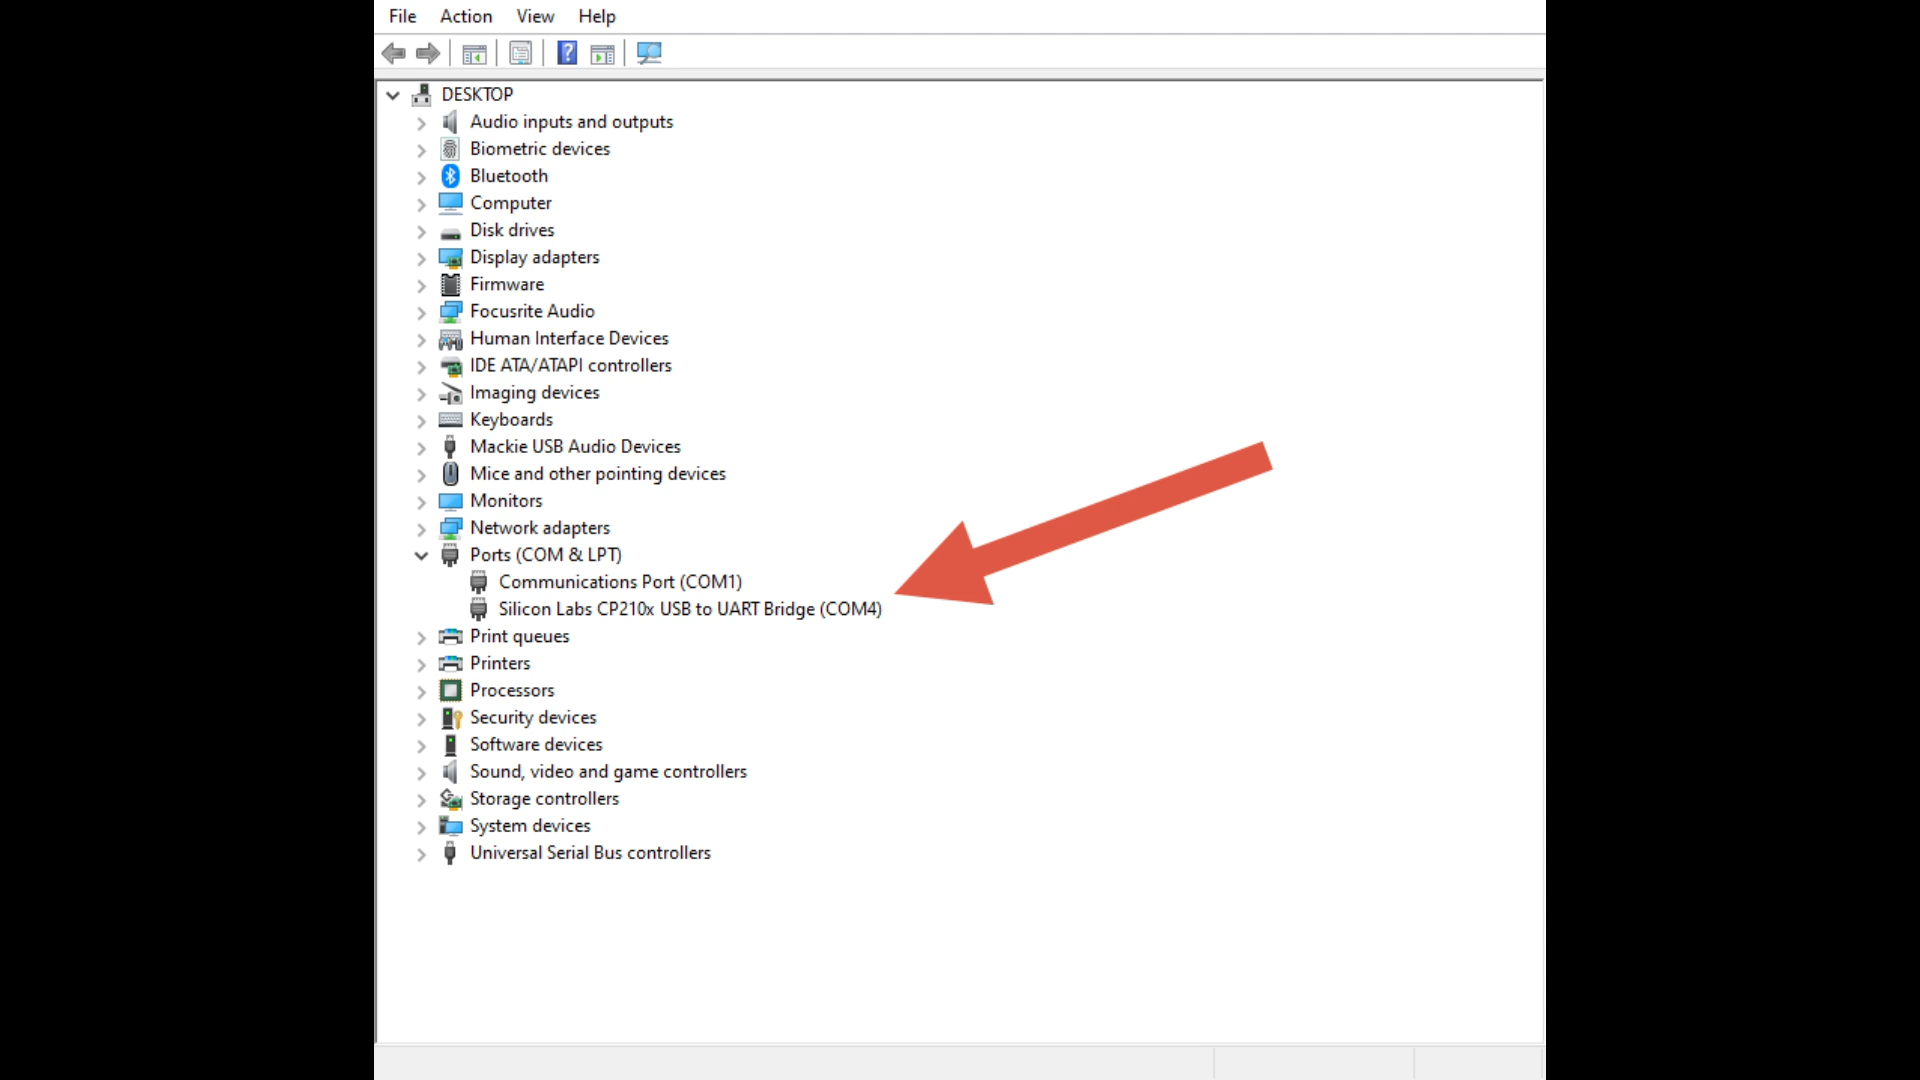 File Action View Help
DESKTOP
Audio inputs and outputs
Biometric devices
Bluetooth
Computer
Disk drives
Display adapters
Firmware
Focusrite Audio
Human Interface Devices
IDE ATA/ATAPI controllers
Imaging devices
Keyboards
Mackie USB Audio Devices
Mice and other pointing devices
Monitors
Network adapters
Ports (COM & LPT)
Communications Port (COM1)
Silicon Labs CP210x USB to UART Bridge (COM4)
Print queues
Printers
Processors
Security devices
Software devices
Sound, video and game controllers
Storage controllers
System devices
Universal Serial Bus controllers